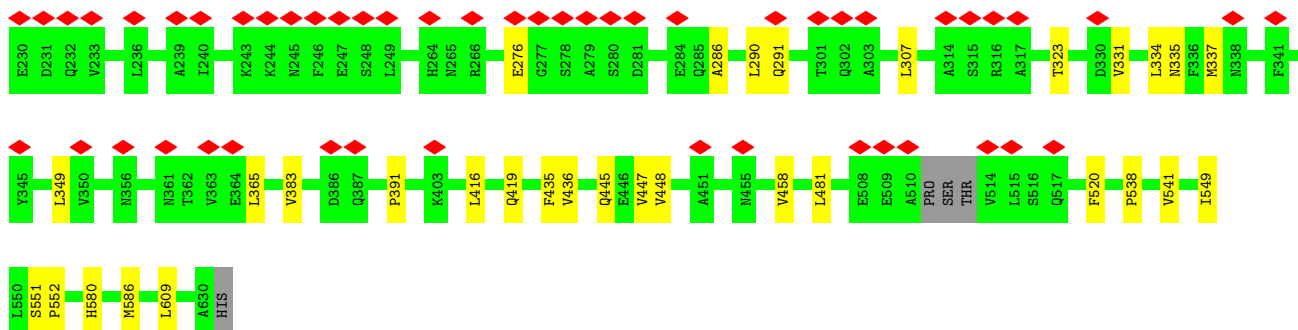 E230 D231 Q232 V233 L236 A239 I240 K243 K244 N245 F246 E247 S248 L249 H264 N265 R266 E276 G277 S278 A279 S280 D281 E284 Q285 A286 L290 Q291 T301 Q302 A303 L307 A314 S315 R316 A317 T323 D330 V331 L334 N335 F336 M337 N338 F341
Y345 L349 V350 N356 N361 T362 V363 E364 L365 V383 D386 Q387 P391 K403 L416 Q419 F435 V436 Q445 E446 V447 V448 A451 N455 V458 L481 E508 E509 A510 PRO SER THR V514 L515 S516 Q517 F520 P538 V541 I549
L550 S551 P552 H580 M586 L609 A630 HIS